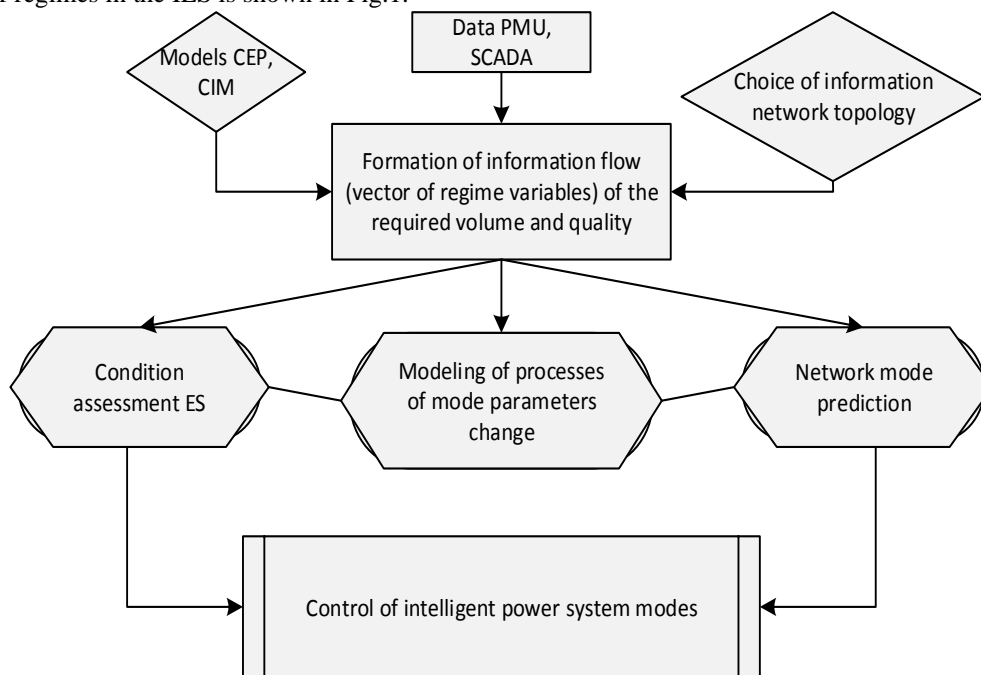 regimes in the IES is shown in Fig.1.
Models CEP,
CIM
Data PMU,
SCADA
Choice of information
network topology
Formation of information flow
(vector of regime variables) of the
required volume and quality
Condition
assessment ES
Modeling of processes
of mode parameters
change
Network mode
prediction
Control of intelligent power system modes